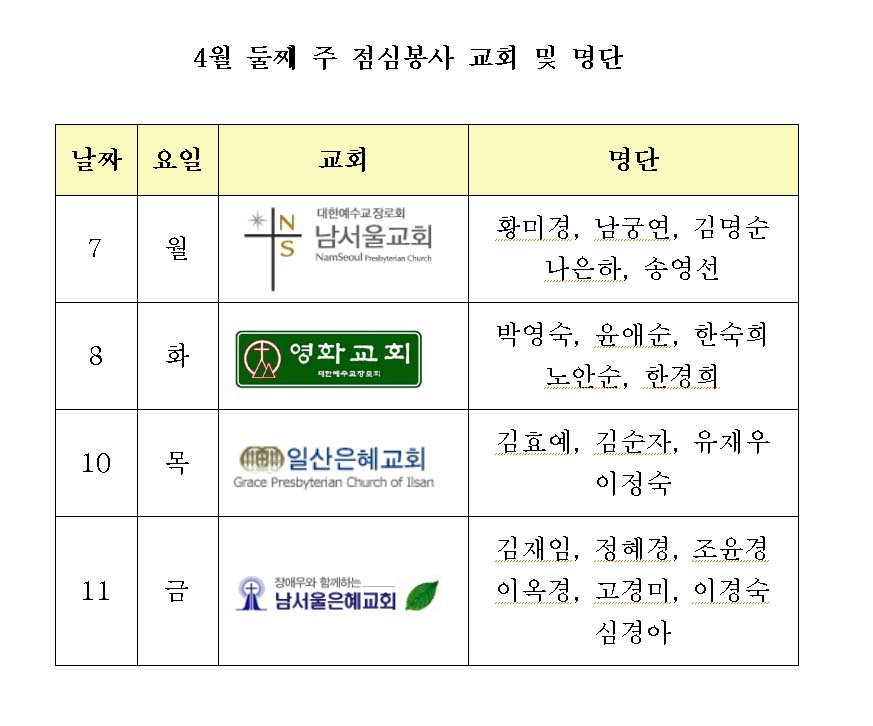 4월 둘째 주 점심봉사 교회 및 명단
날짜 요일 교회 명단
7 월
N
S
대한예수교장로회
남서울교회
NamSeoul Presbyterian Church
황미경, 남궁연, 김명순
나은하, 송영선
8 화
영화교회
대한예수교장로회
박영숙, 윤애순, 한숙희
노안순, 한경희
10 목
일산은혜교회
Grace Presbyterian Church of Ilsan
김효예, 김순자, 유재우
이정숙
11 금
장애우와 함께하는
남서울은혜교회
김재임, 정혜경, 조윤경
이옥경, 고경미, 이경숙
심경아